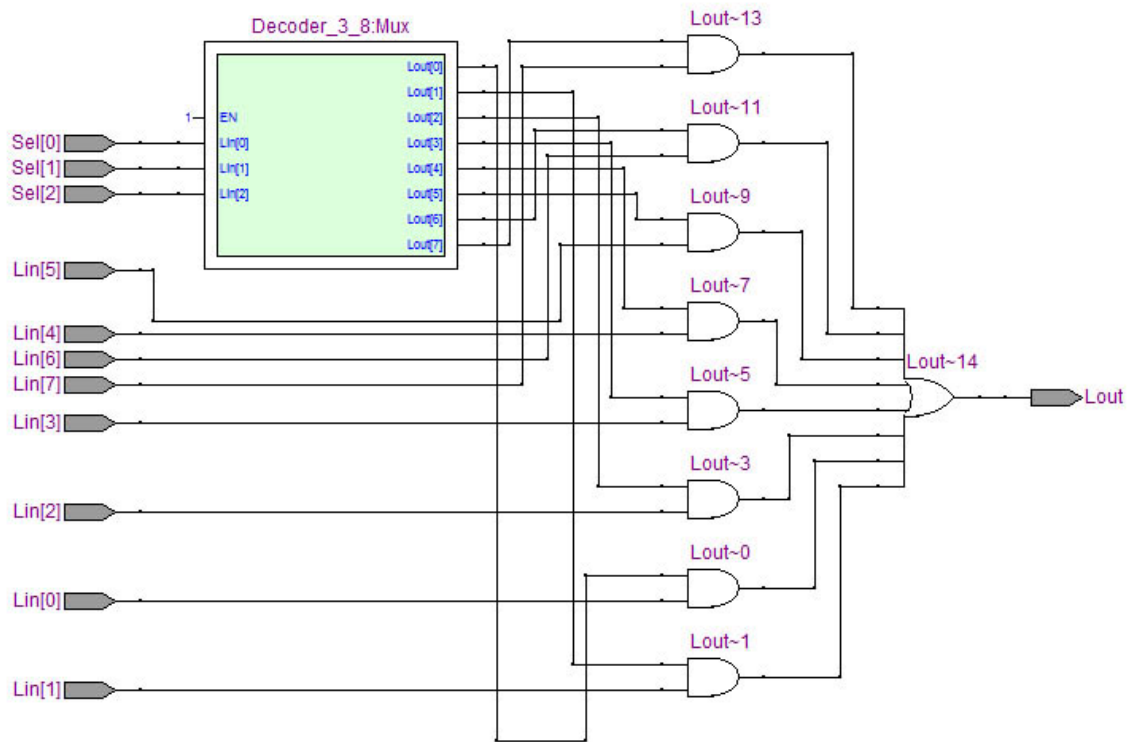 Decoder_3_8:Mux
Lout~13
Lout[0]
Lout[1]
Lout~11
1 EN Lout[2]
Sel[0] LIn[0] Lout[3]
Sel[1] LIn[1] Lout[4]
Sel[2] LIn[2] Lout[5]
Lout~9
Lout[6]
Lout[7]
Lin[5]
Lout~7
Lin[4]
Lin[6]
Lin[7]
Lout~14
Lout~5
Lout
Lin[3]
Lout~3
Lin[2]
Lout~0
Lin[0]
Lout~1
Lin[1]